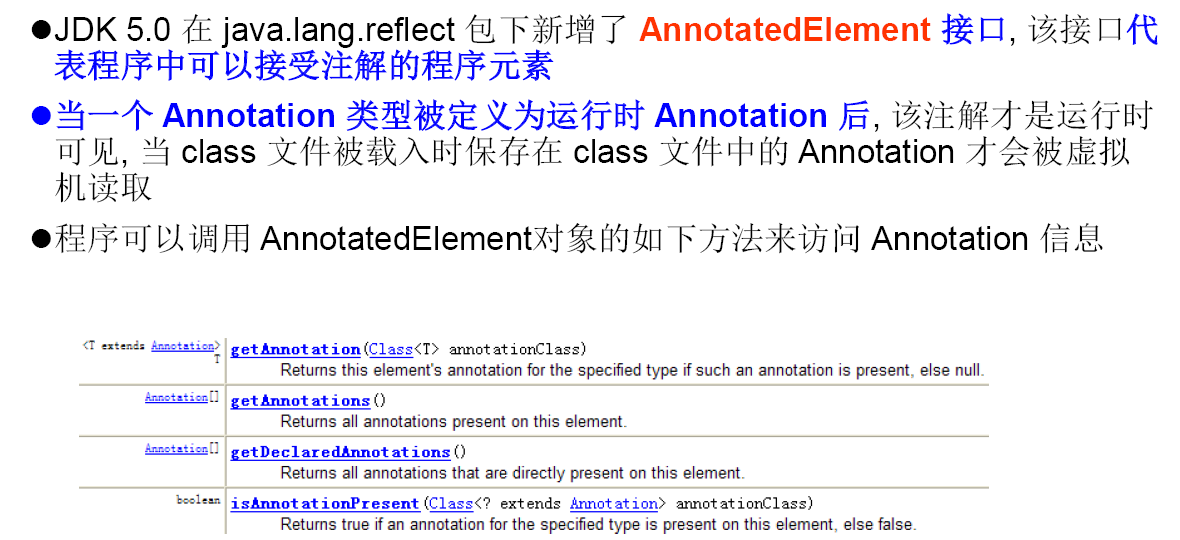 ●JDK 5.0 在 java.lang.reflect 包下新增了 AnnotatedElement 接口, 该接口代
表程序中可以接受注解的程序元素
●当一个 Annotation 类型被定义为运行时 Annotation 后, 该注解才是运行时
可见, 当 class 文件被载入时保存在 class 文件中的 Annotation 才会被虚拟
机读取
●程序可以调用 AnnotatedElement对象的如下方法来访问 Annotation 信息
<T extends Annotation>
T
getAnnotation(Class<T> annotationClass)
Returns this element's annotation for the specified type if such an annotation is present, else null.
Annotation[]
getAnnotations()
Returns all annotations present on this element.
Annotation[]
getDeclaredAnnotations()
Returns all annotations that are directly present on this element.
boolean
isAnnotationPresent(Class<? extends Annotation> annotationClass)
Returns true if an annotation for the specified type is present on this element, else false.